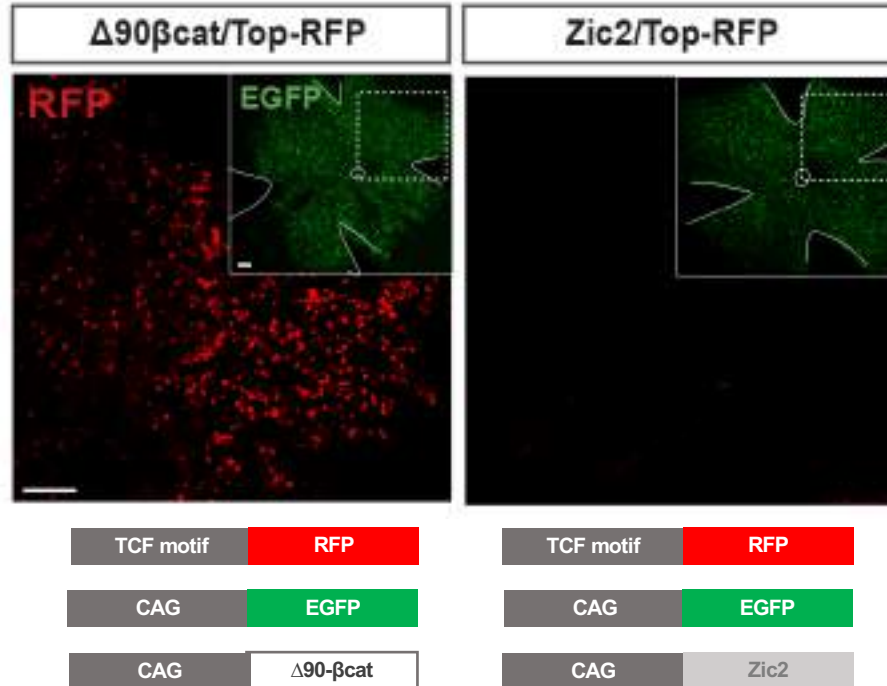 Δ90βcat/Top-RFP
Zic2/Top-RFP
RFP
EGFP
TCF motif RFP
TCF motif RFP
CAG EGFP
CAG EGFP
CAG Δ90-βcat
CAG Zic2